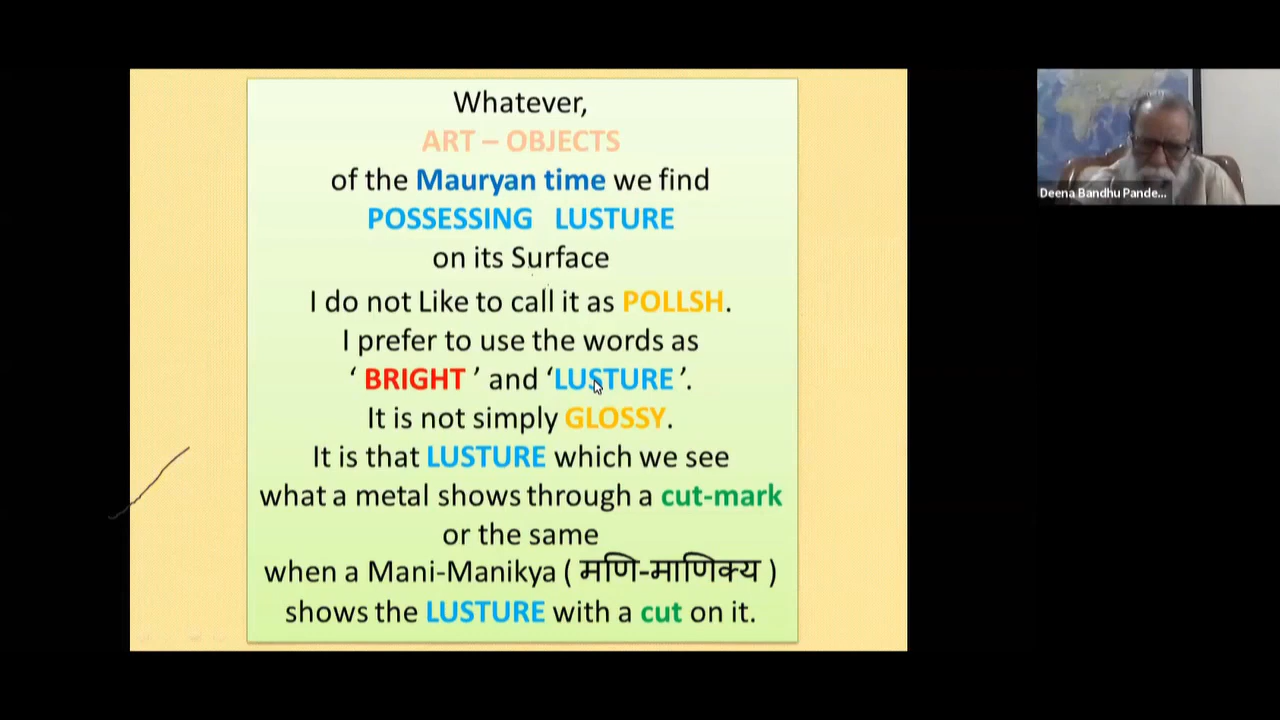 Whatever,
ART – OBJECTS
of the Mauryan time we find
POSSESSING LUSTURE
on its Surface
I do not Like to call it as POLLSH.
I prefer to use the words as
‘ BRIGHT ’ and ‘LUSTURE ’.
It is not simply GLOSSY.
It is that LUSTURE which we see
what a metal shows through a cut-mark
or the same
when a Mani-Manikya ( मणि-माणिक्य )
shows the LUSTURE with a cut on it.
Deena Bandhu Pande...